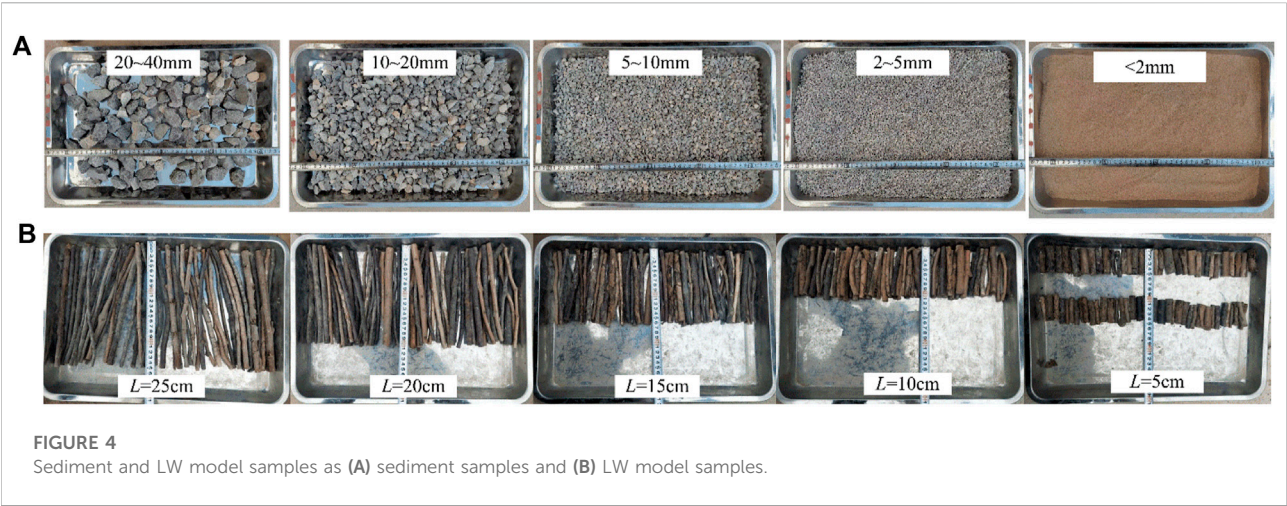 A
20~40mm
10~20mm
5~10mm
2~5mm
<2mm
B
L=25cm
L=20cm
L=15cm
L=10cm
L=5cm
FIGURE 4
Sediment and LW model samples as (A) sediment samples and (B) LW model samples.